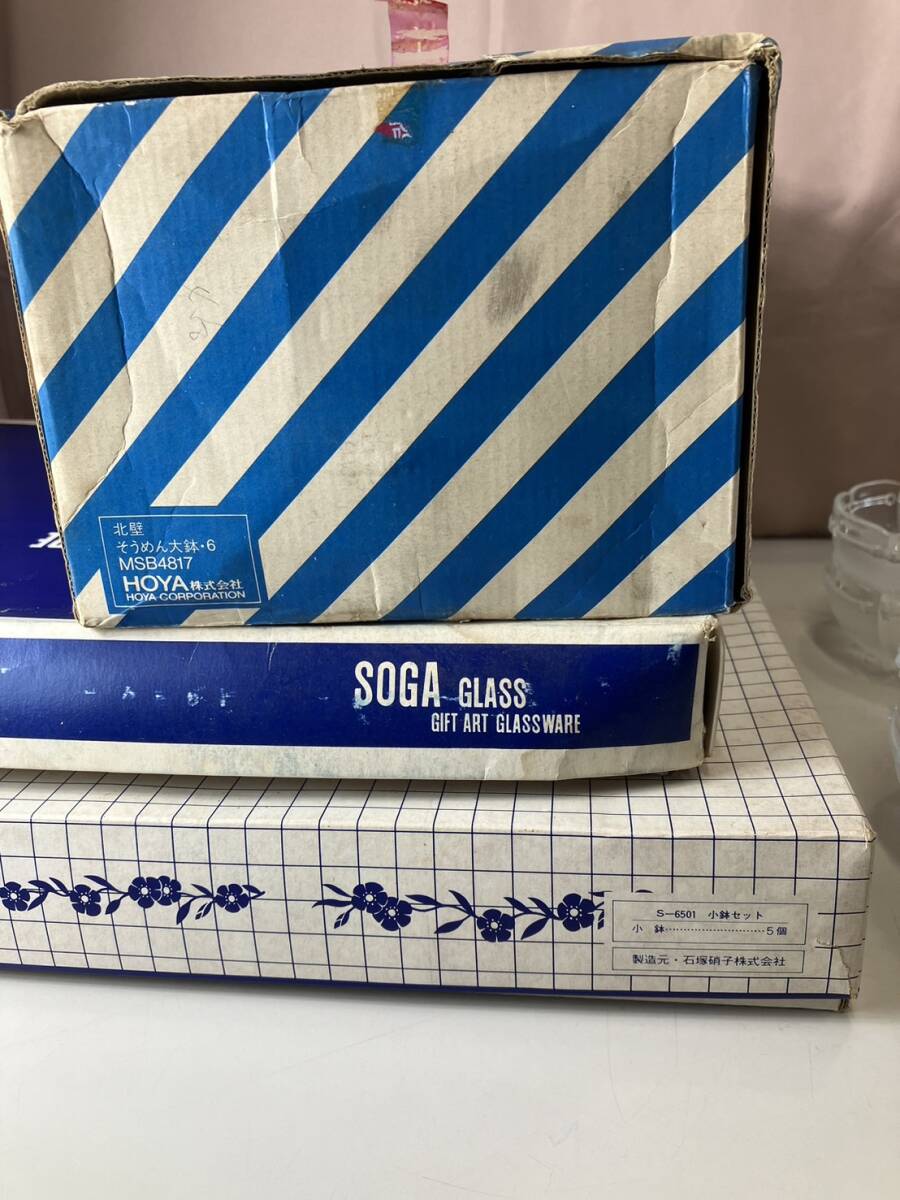 北壁
そうめん大鉢・6
MSB4817
HOYA株式会社
HOYA CORPORATION
SOGA GLASS
GIFT ART GLASSWARE
S-6501 小鉢セット
小 鉢…………………………5個
製造元・石塚硝子株式会社